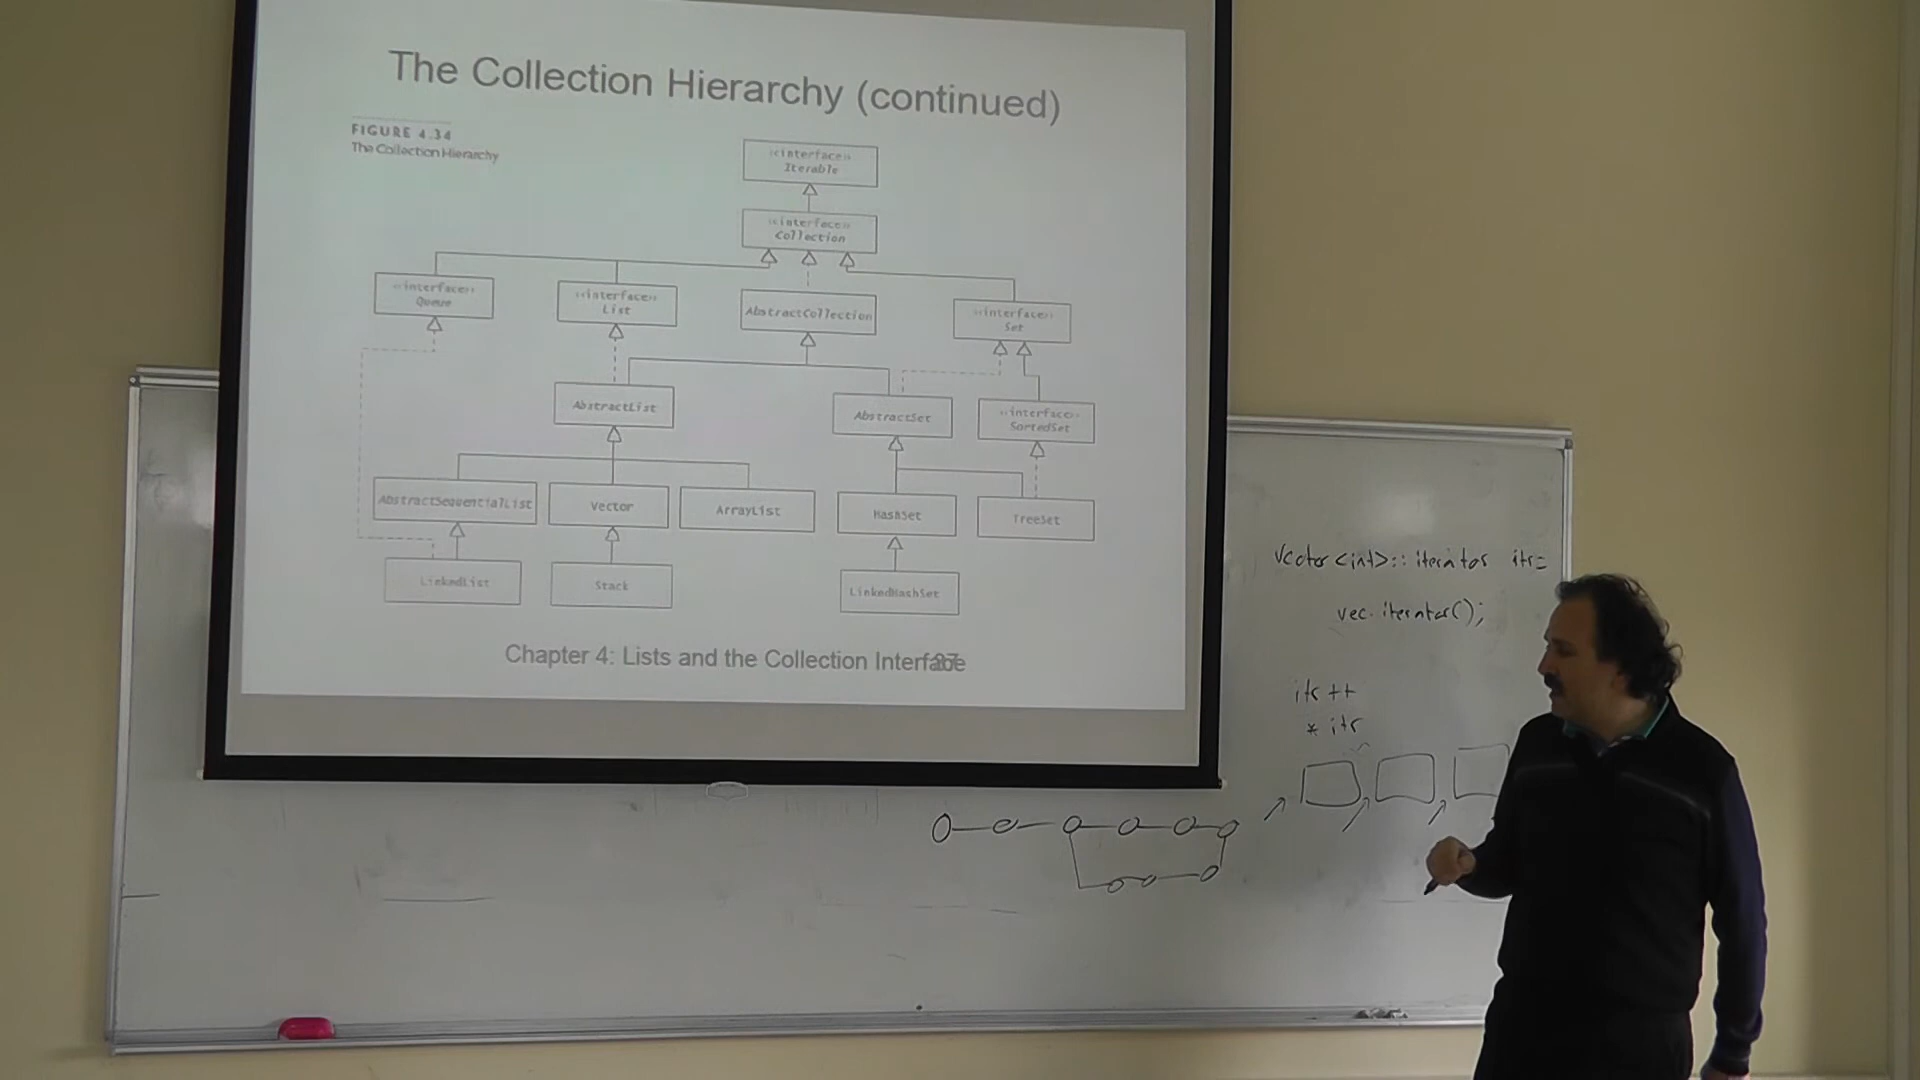 The Collection Hierarchy (continued)
FIGURE 4.34
The Collection Hierarchy
«interface»
Iterable
«interface»
Collection
«interface»
Queue
«interface»
List
AbstractCollection
«interface»
Set
AbstractList
AbstractSet
«interface»
SortedSet
AbstractSequentialList
Vector
ArrayList
HashSet
TreeSet
LinkedList
Stack
LinkedHashSet
Chapter 4: Lists and the Collection Interface
vector<int>::iterator itr=
vec.iterator();
itr ++
* itr